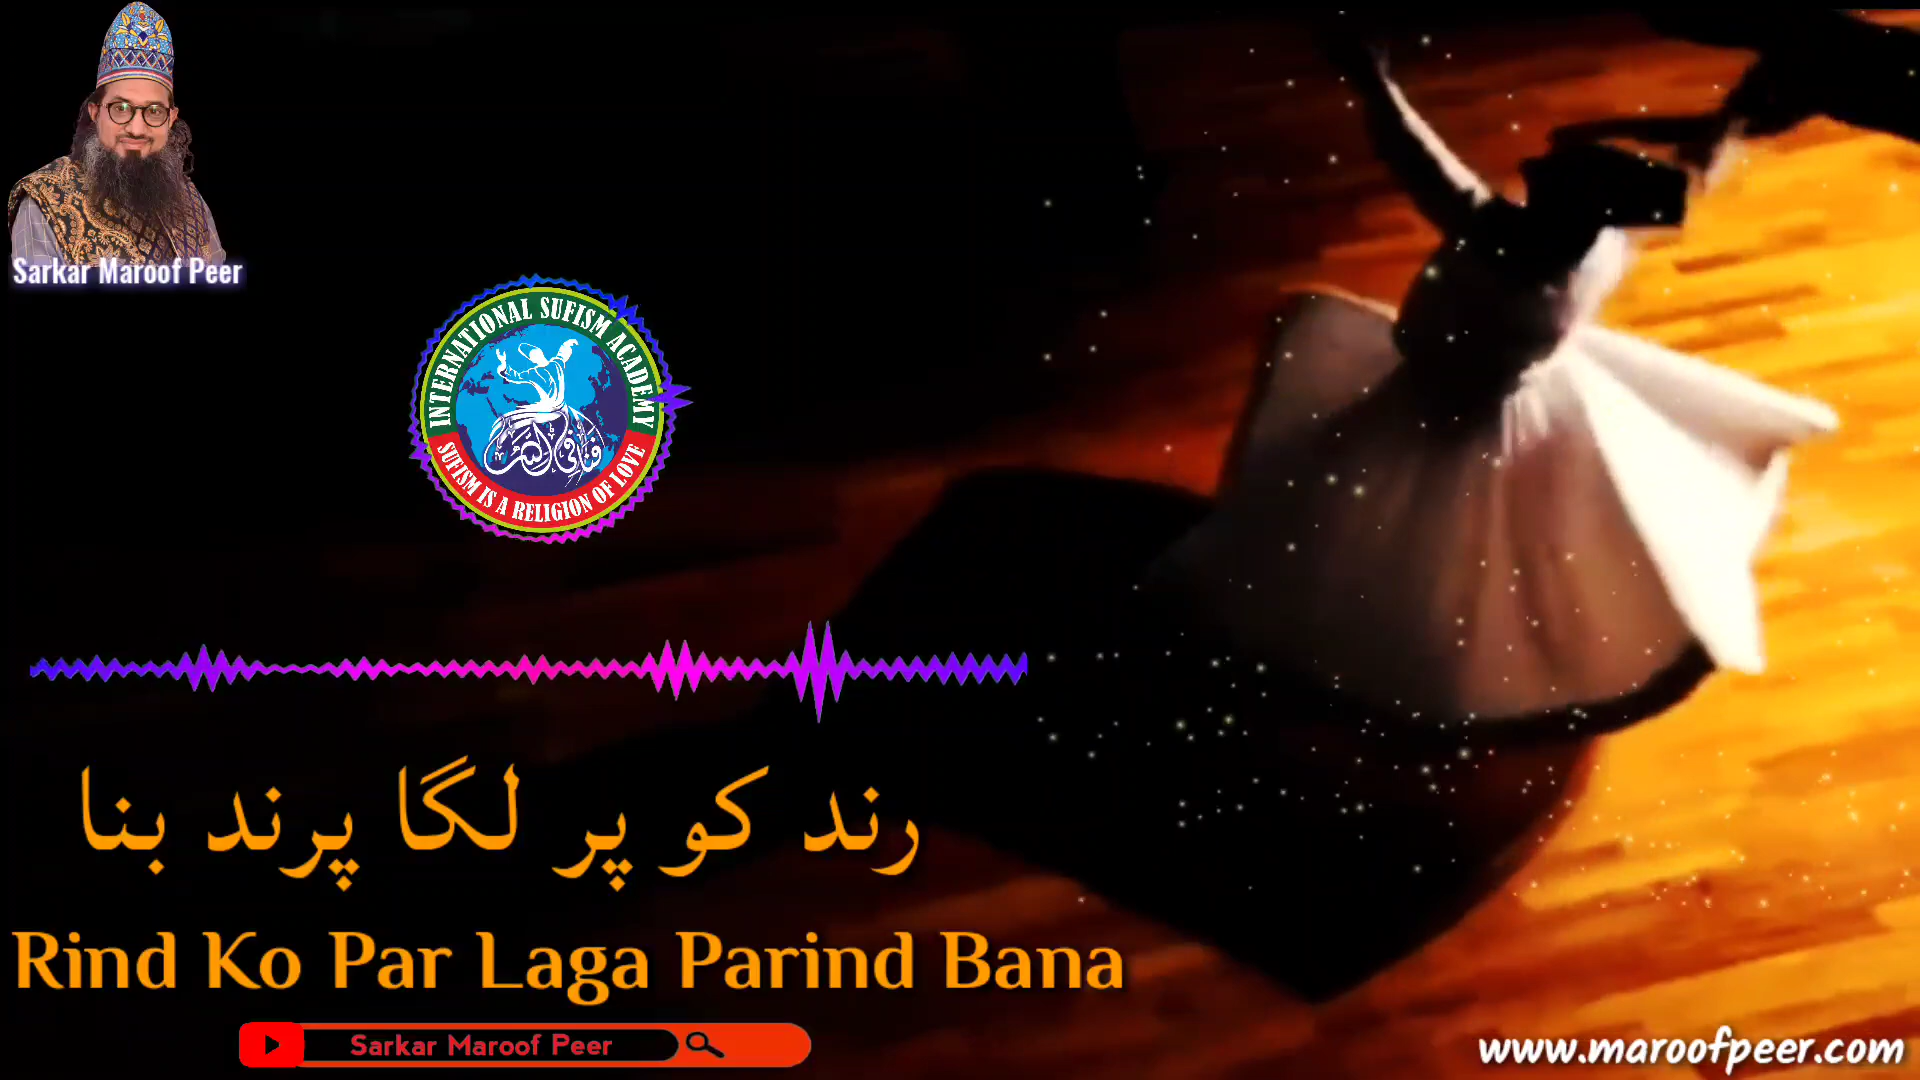 Sarkar Maroof Peer
INTERNATIONAL SUFISM ACADEMY
SUFISM IS A RELIGION OF LOVE
رند کو پر لگا پرند بنا
Rind Ko Par Laga Parind Bana
Sarkar Maroof Peer
www.maroofpeer.com